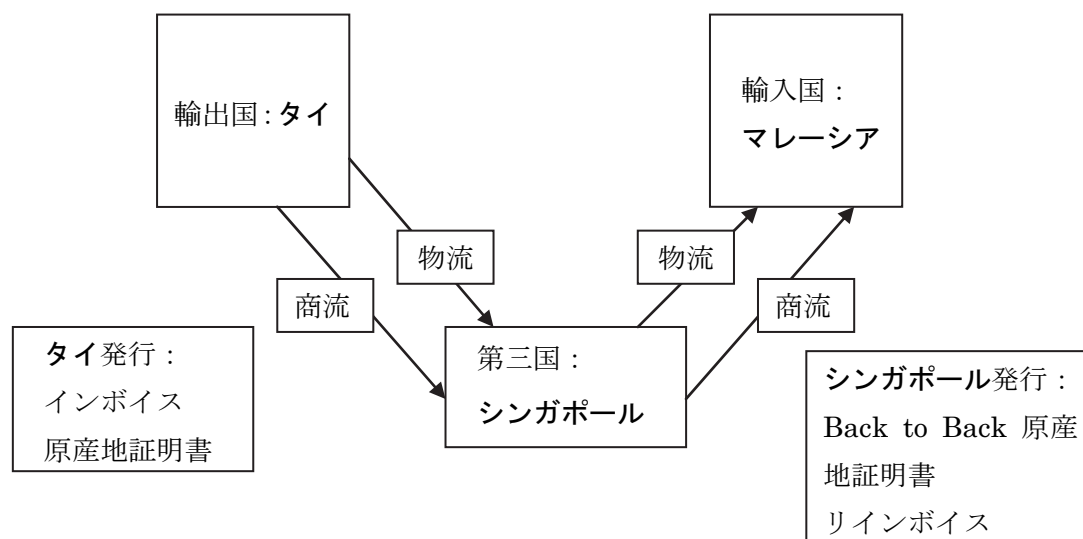 輸出国：タイ
輸入国：
マレーシア
物流
物流
商流
商流
タイ発行：
インボイス
原産地証明書
第三国：
シンガポール
シンガポール発行：
Back to Back 原産
地証明書
リインボイス